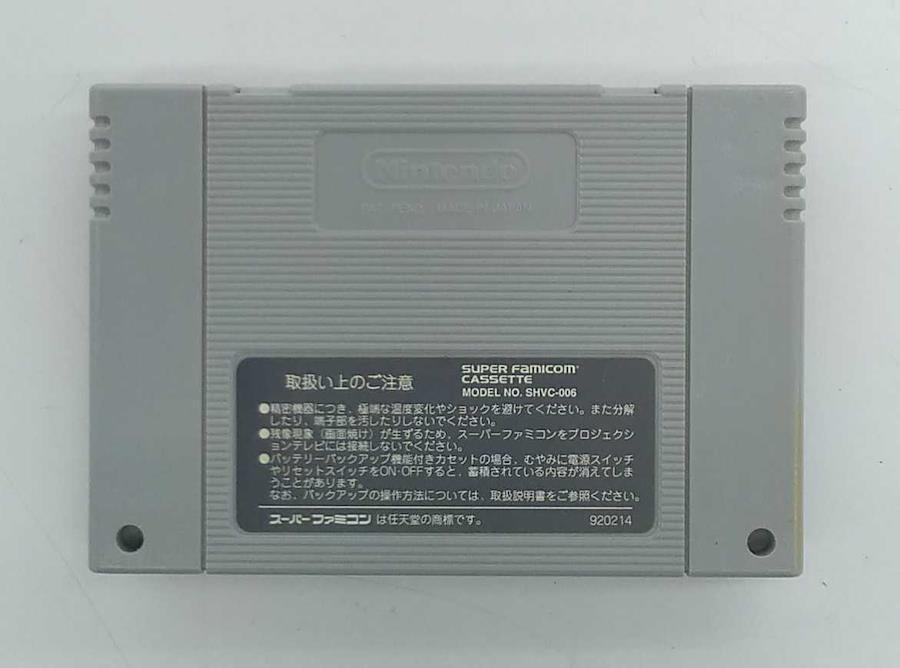 Nintendo
PAT. PEND. MADE IN JAPAN
取扱い上のご注意
SUPER FAMICOM
CASSETTE
MODEL NO. SHVC-006
●精密機器につき、極端な温度変化やショックを避けてください。また分解
したり、端子部を汚したりしないでください。
●残像現象(画面焼け)が生ずるため、スーパーファミコンをプロジェクシ
ョンテレビには接続しないでください。
●バッテリーバックアップ機能付きカセットの場合、むやみに電源スイッチ
やリセットスイッチをON・OFFすると、蓄積されている内容が消えてしま
うことがあります。
なお、バックアップの操作方法については、取扱説明書をご参照ください。
スーパーファミコン は任天堂の商標です。
920214